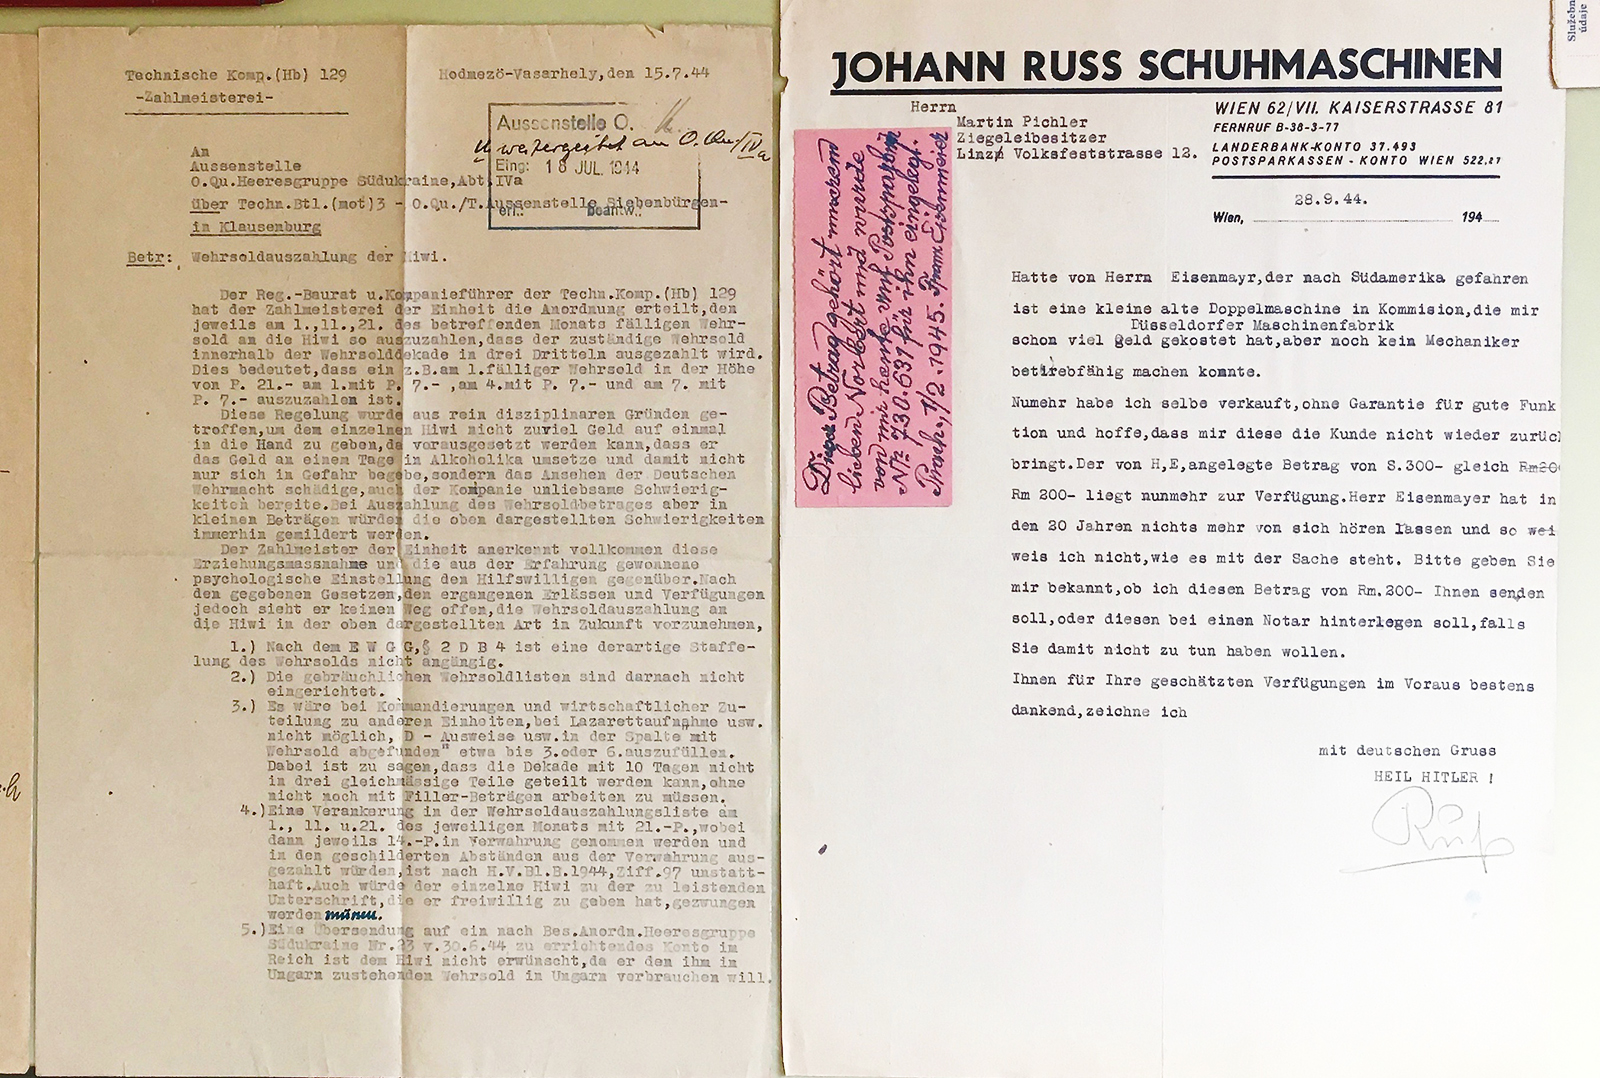 Technische Komp.(Hb) 129
-Zahlmeisterei-
Hodmezö-Vasarhely,den 15.7.44
Aussenstelle O.
weitergeleitet an O.Qu/IVa
Eing: 18 JUL. 1944
erl.: beantw.:
An
Aussenstelle
O.Qu.Heeresgruppe Südukraine,Abt.IVa
über Techn.Btl.(mot)3 - O.Qu./T.Aussenstelle Siebenbürgen-
in Klausenburg
Betr: Wehrsoldauszahlung der Hiwi.
Der Reg.-Baurat u.Kompanieführer der Techn.Komp.(Hb) 129
hat der Zahlmeisterei der Einheit die Anordnung erteilt,den
jeweils am 1.,11.,21. des betreffenden Monats fälligen Wehr-
sold an die Hiwi so auszuzahlen,dass der zuständige Wehrsold
innerhalb der Wehrsolddekade in drei Dritteln ausgezahlt wird.
Dies bedeutet,dass ein z.B.am 1.fälliger Wehrsold in der Höhe
von P. 21.- am 1.mit P. 7.- ,am 4.mit P. 7.- und am 7. mit
P. 7.- auszuzahlen ist.
Diese Regelung wurde aus rein disziplinaren Gründen ge-
troffen,um dem einzelnen Hiwi nicht zuviel Geld auf einmal
in die Hand zu geben,da vorausgesetzt werden kann,dass er
das Geld an einem Tage in Alkoholika umsetze und damit nicht
nur sich in Gefahr begebe,sondern das Ansehen der Deutschen
Wehrmacht schädige,auch der Kompanie unliebsame Schwierig-
keiten bereite.Bei Auszahlung des Wehrsoldbetrages aber in
kleinen Beträgen würden die oben dargestellten Schwierigkeiten
immerhin gemildert werden.
Der Zahlmeister der Einheit anerkennt vollkommen diese
Erziehungsmassnahme und die aus der Erfahrung gewonnene
psychologische Einstellung den Hilfswilligen gegenüber.Nach
den gegebenen Gesetzen,den ergangenen Erlässen und Verfügungen
jedoch sieht er keinen Weg offen,die Wehrsoldauszahlung an
die Hiwi in der oben dargestellten Art in Zukunft vorzunehmen,
1.) Nach dem E W G G,§ 2 D B 4 ist eine derartige Staffe-
lung des Wehrsolds nicht angängig.
2.) Die gebräuchlichen Wehrsoldlisten sind darnach nicht
eingerichtet.
3.) Es wäre bei Kommandierungen und wirtschaftlicher Zu-
teilung zu anderen Einheiten,bei Lazarettaufnahme usw.
nicht möglich, D - Ausweise usw.in der Spalte mit
Wehrsold abgefunden" etwa bis 3.oder 6.auszufüllen.
Dabei ist zu sagen,dass die Dekade mit 10 Tagen nicht
in drei gleichmässige Teile geteilt werden kann,ohne
nicht noch mit Filler-Beträgen arbeiten zu müssen.
4.)Eine Verankerung in der Wehrsoldauszahlungsliste am
1., 11. u.21. des jeweiligen Monats mit 21.-P.,wobei
dann jeweils 14.-P.in Verwahrung genommen werden und
in den geschilderten Abständen aus der Verwahrung aus-
gezahlt würden,ist nach H.V.Bl.B.1944,Ziff.97 unstatt-
haft.Auch würde der einzelne Hiwi zu der zu leistenden
Unterschrift,die er freiwillig zu geben hat,gezwungen
werden müssen.
5.)Eine Übersendung auf ein nach Bes.Anordn.Heeresgruppe
Südukraine Nr.23 v.30.6.44 zu errichtendes Konto im
Reich ist dem Hiwi nicht erwünscht,da er den ihm in
Ungarn zustehenden Wehrsold in Ungarn verbrauchen will.
JOHANN RUSS SCHUHMASCHINEN
WIEN 62/VII. KAISERSTRASSE 81
FERNRUF B-38-3-77
LANDERBANK-KONTO 37.493
POSTSPARKASSEN - KONTO WIEN 522.
Herrn
Martin Pichler
Ziegeleibesitzer
Linz Volksfeststrasse 12.
28.9.44.
Wien, 194
Dieser Betrag gehört unserem
lieben Norbert und wurde
von mir heute auf Postsparbuch
No 730.631 für ihn eingelegt.
1/2.1945.
Hatte von Herrn Eisenmayr,der nach Südamerika gefahren
ist eine kleine alte Doppelmaschine in Kommision,die mir
Düsseldorfer Maschinenfabrik
schon viel geld gekostet hat,aber noch kein Mechaniker
betirebfähig machen konnte.
Numehr habe ich selbe verkauft,ohne Garantie für gute Funk
tion und hoffe,dass mir diese die Kunde nicht wieder zurück
bringt.Der von H,E,angelegte Betrag von S.300- gleich Rm20
Rm 200- liegt nunmehr zur Verfügung.Herr Eisenmayer hat in
den 20 Jahren nichts mehr von sich hören lassen und so wei
weis ich nicht,wie es mit der Sache steht. Bitte geben Sie
mir bekannt,ob ich diesen Betrag von Rm.200- Ihnen senden
soll,oder diesen bei einen Notar hinterlegen soll,falls
Sie damit nicht zu tun haben wollen.
Ihnen für Ihre geschätzten Verfügungen im Voraus bestens
dankend,zeichne ich
mit deutschen Gruss
HEIL HITLER !
Ruß
Služebn
údaje